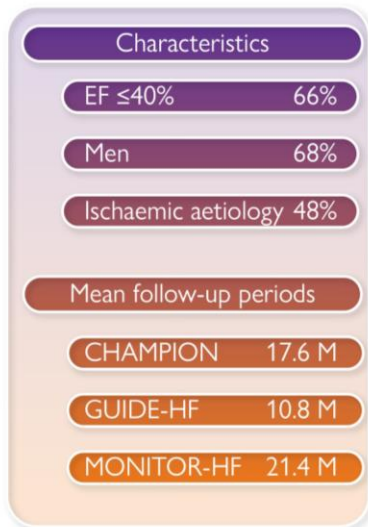 Characteristics
EF ≤40% 66%
Men 68%
Ischaemic aetiology 48%
Mean follow-up periods
CHAMPION 17.6 M
GUIDE-HF 10.8 M
MONITOR-HF 21.4 M